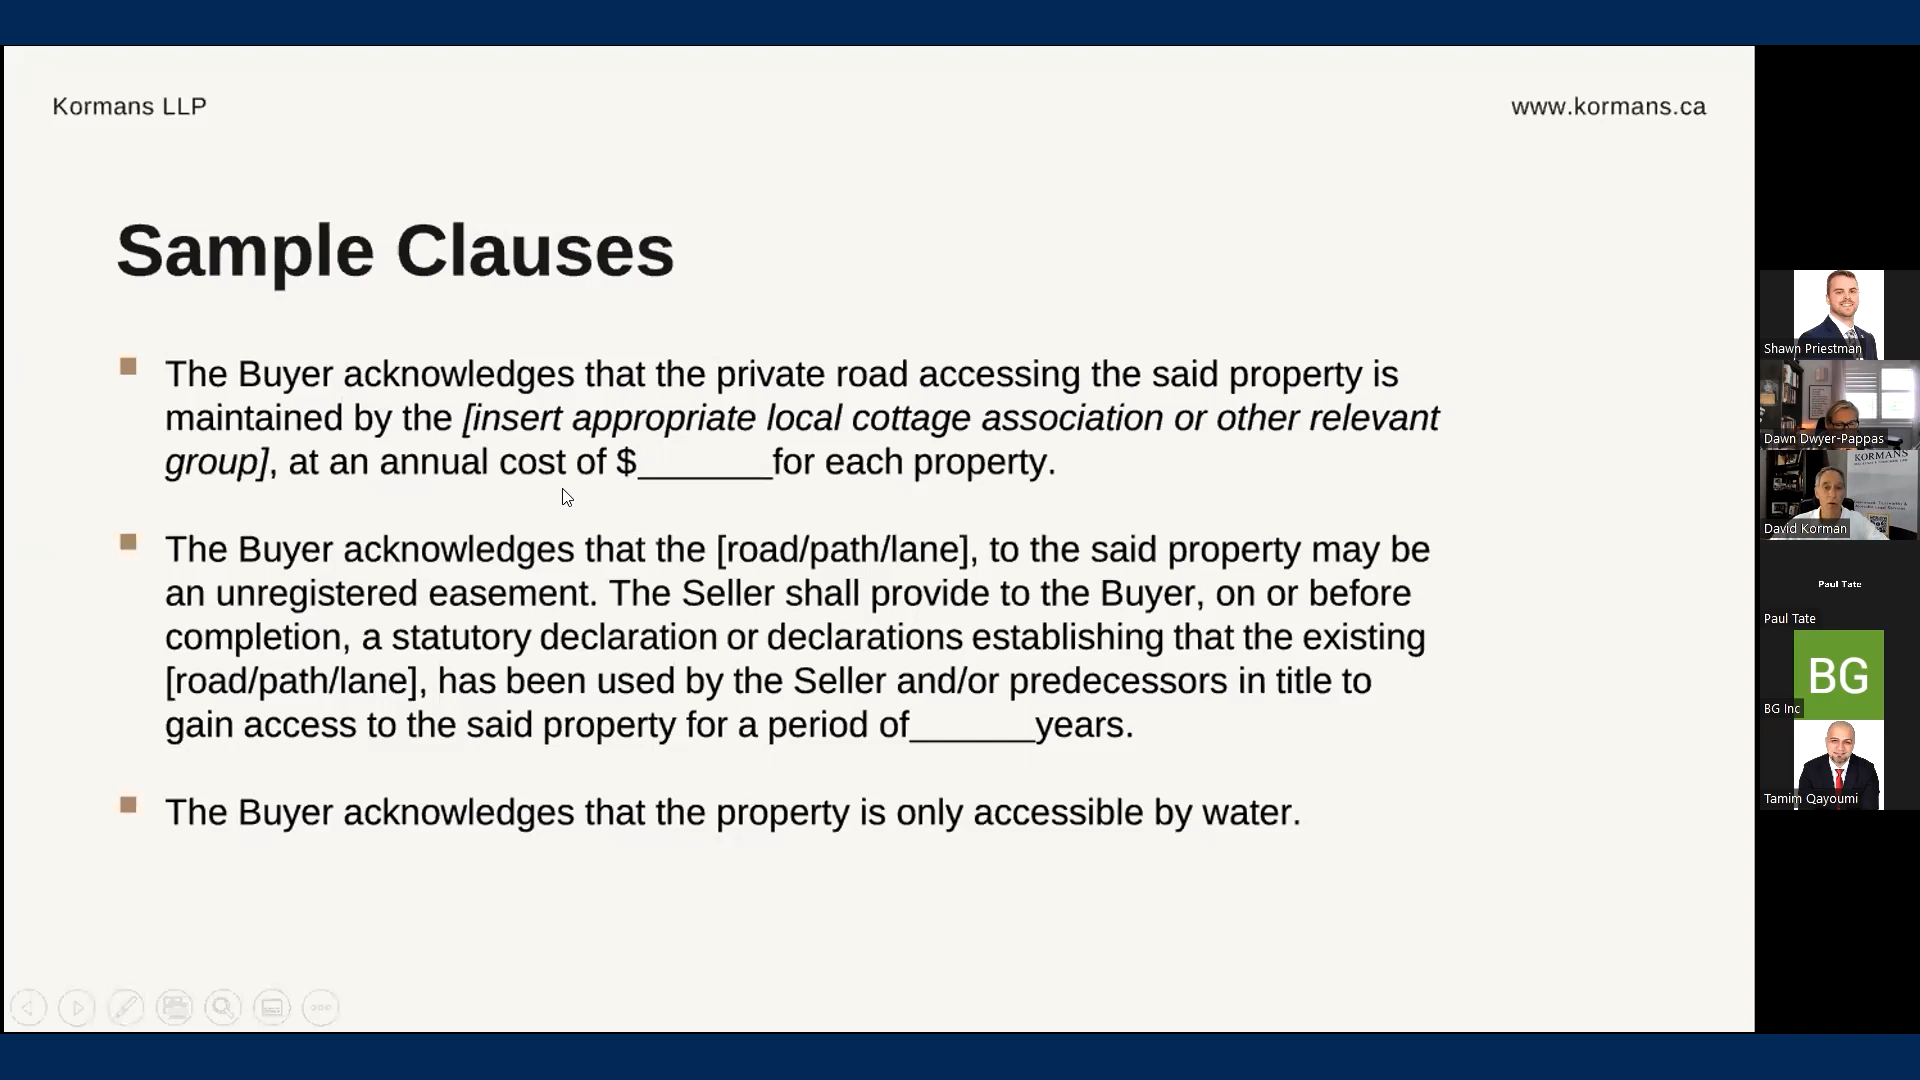 Kormans LLP
www.kormans.ca
Sample Clauses
The Buyer acknowledges that the private road accessing the said property is
maintained by the [insert appropriate local cottage association or other relevant
group], at an annual cost of $_______for each property.
The Buyer acknowledges that the [road/path/lane], to the said property may be
an unregistered easement. The Seller shall provide to the Buyer, on or before
completion, a statutory declaration or declarations establishing that the existing
[road/path/lane], has been used by the Seller and/or predecessors in title to
gain access to the said property for a period of______years.
The Buyer acknowledges that the property is only accessible by water.
Shawn Priestman
Dawn Dwyer-Pappas
KORMANS
David Korman
Paul Tate
Paul Tate
BG
BG Inc
Tamim Qayoumi